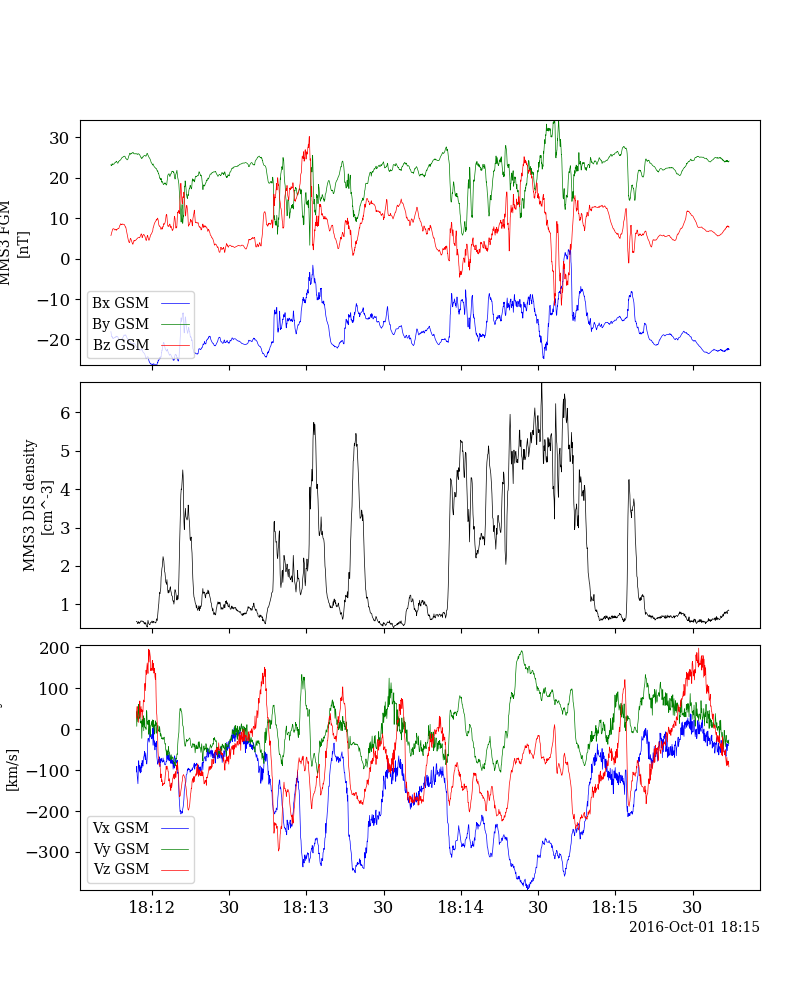 30
20
10
0
−10
−20
MMS3 FGM
[nT]
Bx GSM
By GSM
Bz GSM
6
5
4
3
2
1
MMS3 DIS density
[cm^-3]
200
100
0
−100
−200
−300
[km/s]
Vx GSM
Vy GSM
Vz GSM
18:12 30 18:13 30 18:14 30 18:15 30
2016-Oct-01 18:15